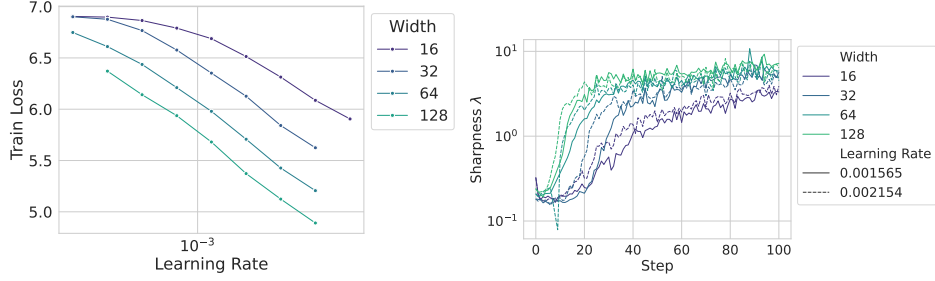 7.0
6.5
6.0
5.5
5.0
Train Loss
10^{-3}
Learning Rate
Width
16
32
64
128
10^1
10^0
10^{-1}
Sharpness λ
0 20 40 60 80 100
Step
Width
16
32
64
128
Learning Rate
0.001565
0.002154